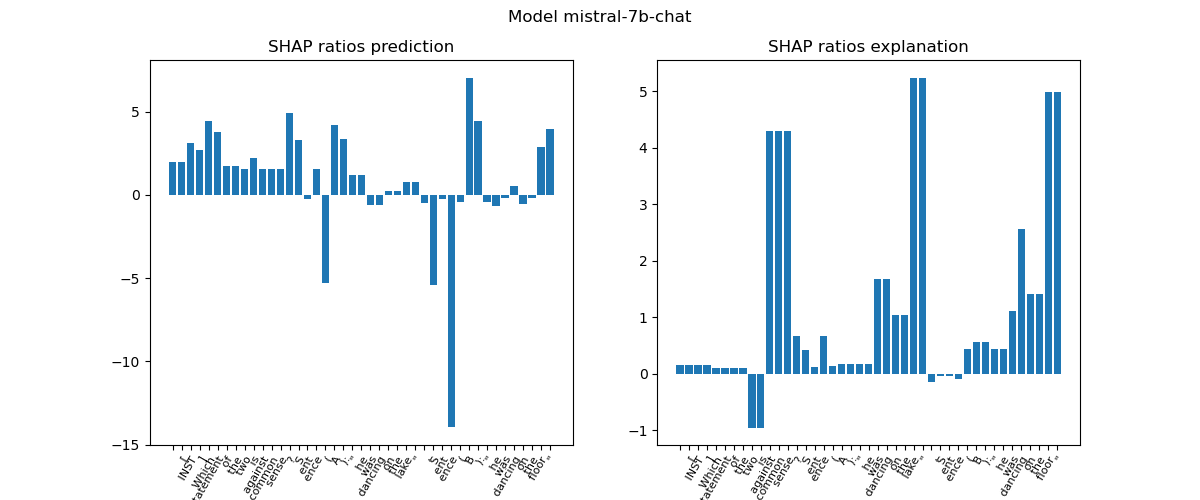 Model mistral-7b-chat
SHAP ratios prediction
SHAP ratios explanation
5
0
−5
−10
−15
5
4
3
2
1
0
−1
[ INST ] Which tatement of the two is against common sense ? S ent ence ( A ) : „ he was dancing on the lake „ S ent ence ( B ) : „ he was dancing on the floor „
[ INST ] Which tatement of the two is against common sense ? S ent ence ( A ) : „ he was dancing on the lake „ S ent ence ( B ) : „ he was dancing on the floor „